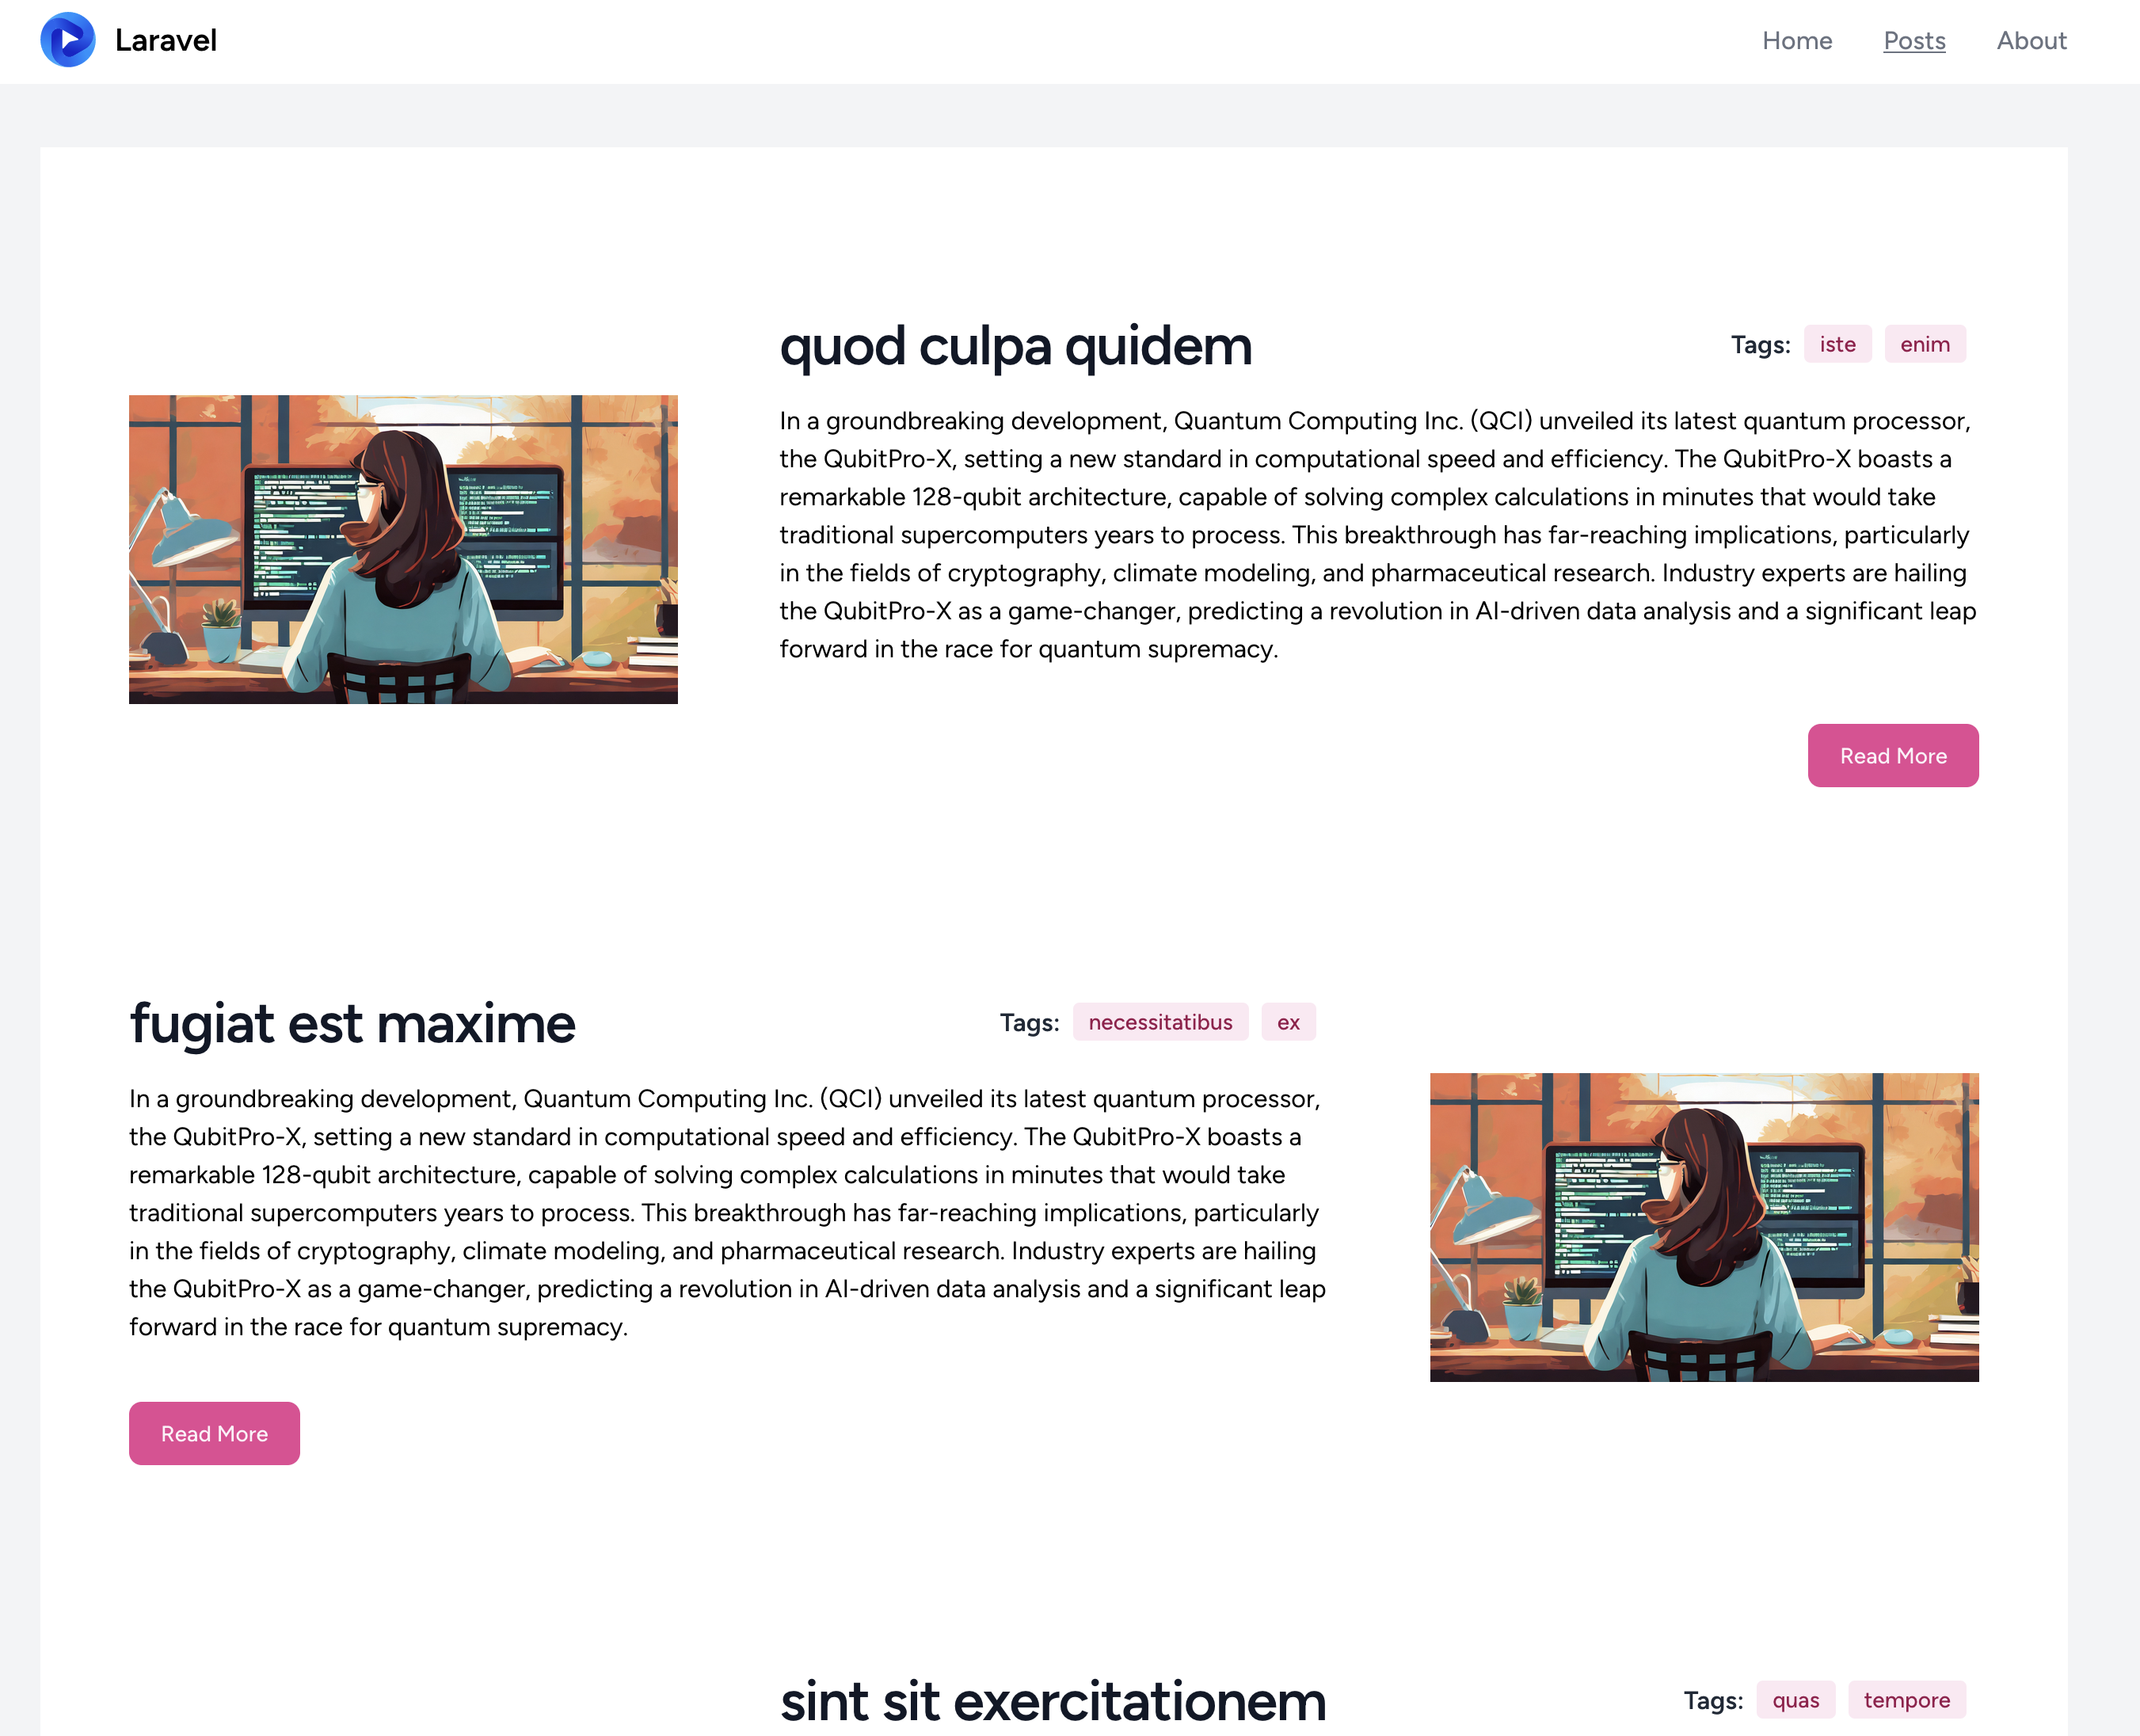 Laravel
Home Posts About
quod culpa quidem
Tags: iste enim
In a groundbreaking development, Quantum Computing Inc. (QCI) unveiled its latest quantum processor,
the QubitPro-X, setting a new standard in computational speed and efficiency. The QubitPro-X boasts a
remarkable 128-qubit architecture, capable of solving complex calculations in minutes that would take
traditional supercomputers years to process. This breakthrough has far-reaching implications, particularly
in the fields of cryptography, climate modeling, and pharmaceutical research. Industry experts are hailing
the QubitPro-X as a game-changer, predicting a revolution in AI-driven data analysis and a significant leap
forward in the race for quantum supremacy.
Read More
fugiat est maxime
Tags: necessitatibus ex
In a groundbreaking development, Quantum Computing Inc. (QCI) unveiled its latest quantum processor,
the QubitPro-X, setting a new standard in computational speed and efficiency. The QubitPro-X boasts a
remarkable 128-qubit architecture, capable of solving complex calculations in minutes that would take
traditional supercomputers years to process. This breakthrough has far-reaching implications, particularly
in the fields of cryptography, climate modeling, and pharmaceutical research. Industry experts are hailing
the QubitPro-X as a game-changer, predicting a revolution in AI-driven data analysis and a significant leap
forward in the race for quantum supremacy.
Read More
sint sit exercitationem
Tags: quas tempore